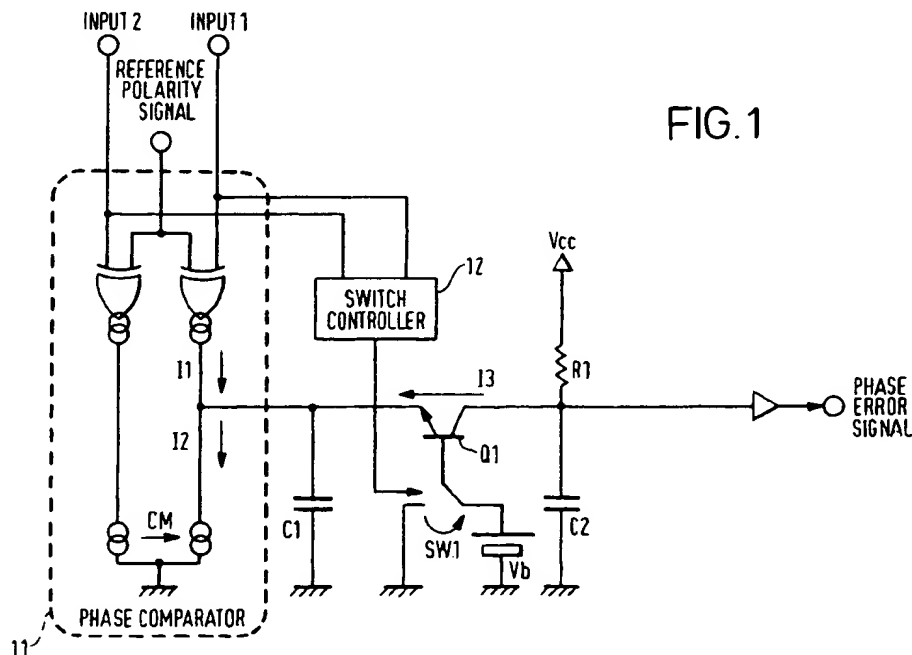 INPUT 2
INPUT 1
REFERENCE
POLARITY
SIGNAL
FIG.1
12
Vcc
SWITCH
CONTROLLER
R1
I1
I3
PHASE
ERROR
SIGNAL
I2
Q1
CM
C1
SW1
Vb
C2
PHASE COMPARATOR
11